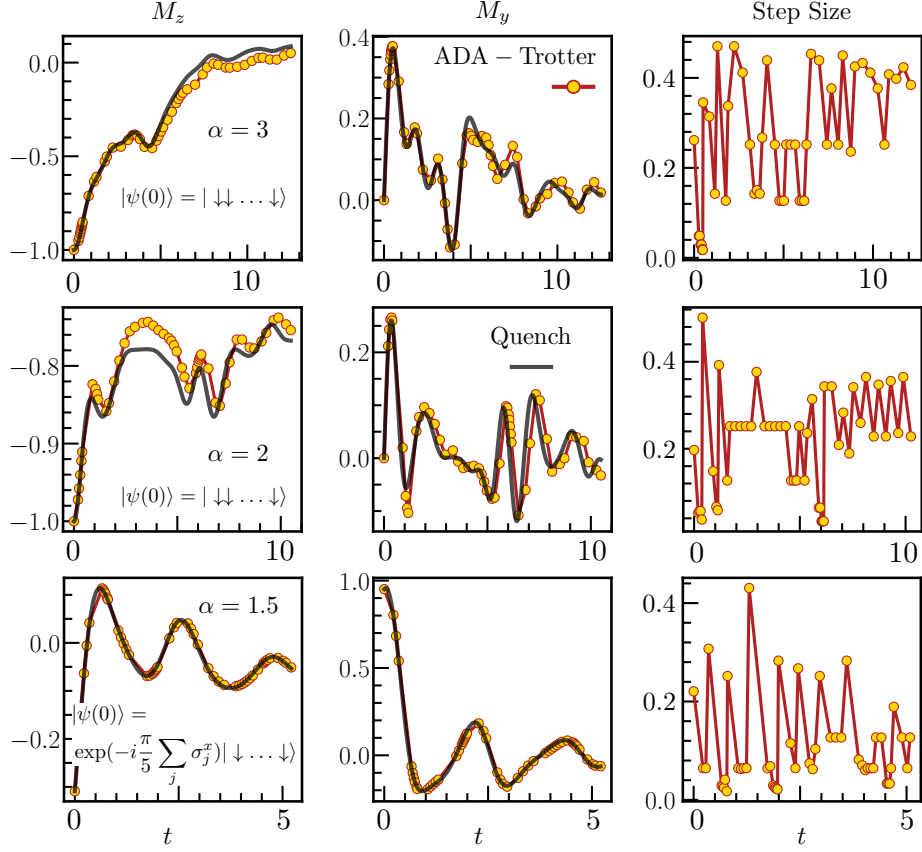 M_z M_y Step Size
0.0 −0.5 −1.0 0 10
α = 3
|ψ(0)⟩ = | ↓↓ … ↓⟩
0.4 0.2 0.0 0 10
ADA − Trotter
0.4 0.2 0.0 0 10
−0.8 −0.9 −1.0 0 10
α = 2
|ψ(0)⟩ = | ↓↓ … ↓⟩
0.2 0.0 0 10
Quench
0.4 0.2 0 10
0.0 −0.2 0 5
α = 1.5
|ψ(0)⟩ =
exp(−i π/5 ∑_j σ_j^x)| ↓ … ↓⟩
t
1.0 0.5 0.0 0 5
t
0.4 0.2 0.0 0 5
t